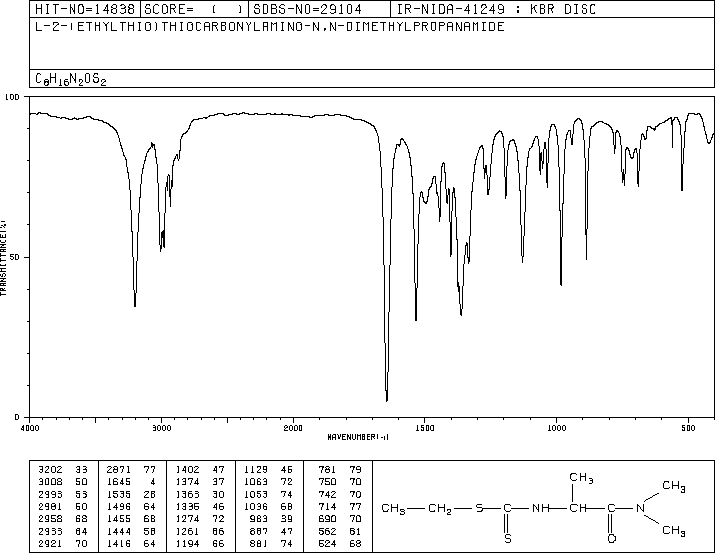 HIT-NO=14838 SCORE= ( ) SDBS-NO=29104 IR-NIDA-41249 : KBR DISC
L-2-(ETHYLTHIO)THIOCARBONYLAMINO-N,N-DIMETHYLPROPANAMIDE
C8H16N2OS2
100
50
0
TRANSMITTANCE(%)
4000 3000 2000 1500 1000 500
WAVENUMBER(-1)
3202 33 2871 77 1402 47 1129 46 781 79
3008 50 1645 4 1374 37 1063 72 750 70
2993 53 1535 28 1363 30 1053 74 742 70
2981 50 1496 64 1335 46 1036 68 714 77
2958 68 1455 68 1274 72 983 39 690 70
2933 64 1444 58 1261 66 887 47 562 81
2921 70 1416 64 1194 66 881 74 524 68
CH3
CH3 CH2 S NH N CH3
S O CH3